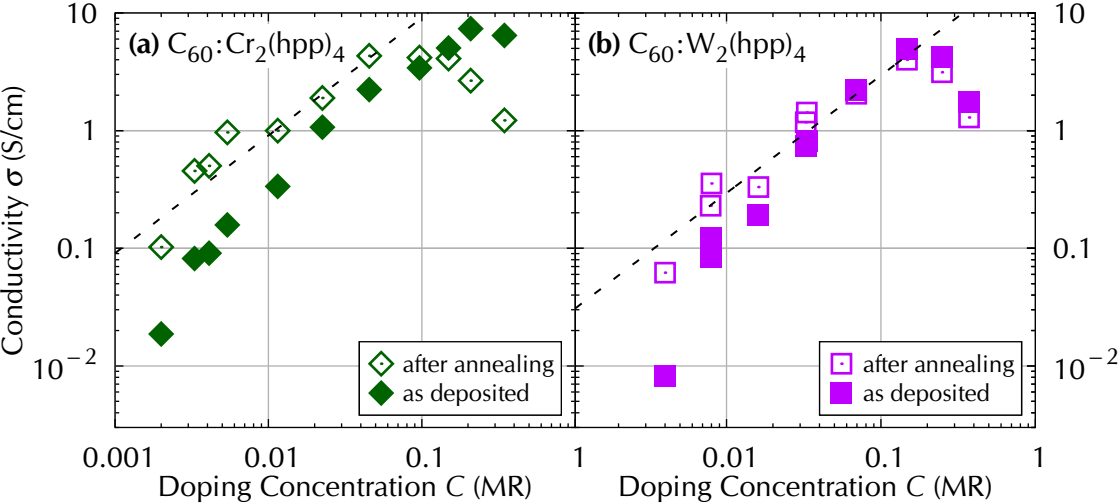 (a) C₆₀:Cr₂(hpp)₄
(b) C₆₀:W₂(hpp)₄
Conductivity σ (S/cm)
10
1
0.1
10⁻²
10
1
0.1
10⁻²
after annealing
as deposited
after annealing
as deposited
0.001 0.01 0.1 1 0.01 0.1 1
Doping Concentration C (MR)
Doping Concentration C (MR)